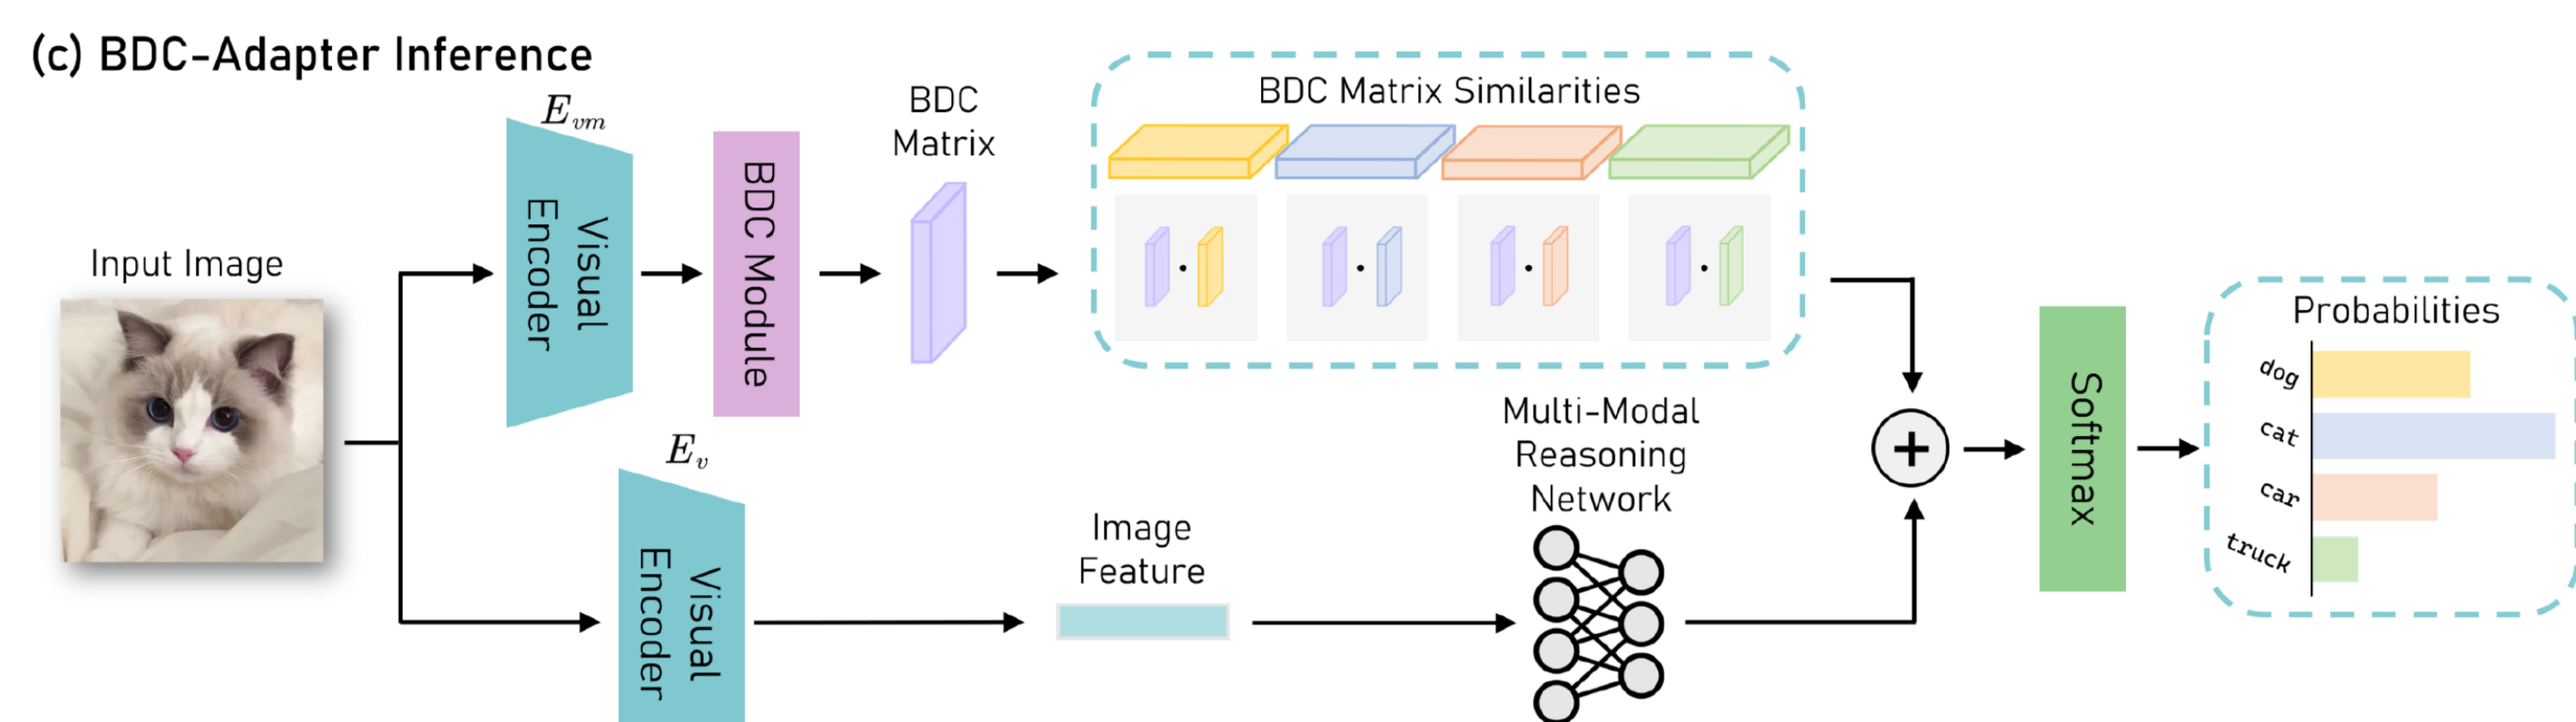 (c) BDC-Adapter Inference
Input Image
E_vm
Visual
Encoder
BDC Module
BDC
Matrix
BDC Matrix Similarities
E_v
Visual
Encoder
Image
Feature
Multi-Modal
Reasoning
Network
+
Softmax
Probabilities
dog
cat
car
truck